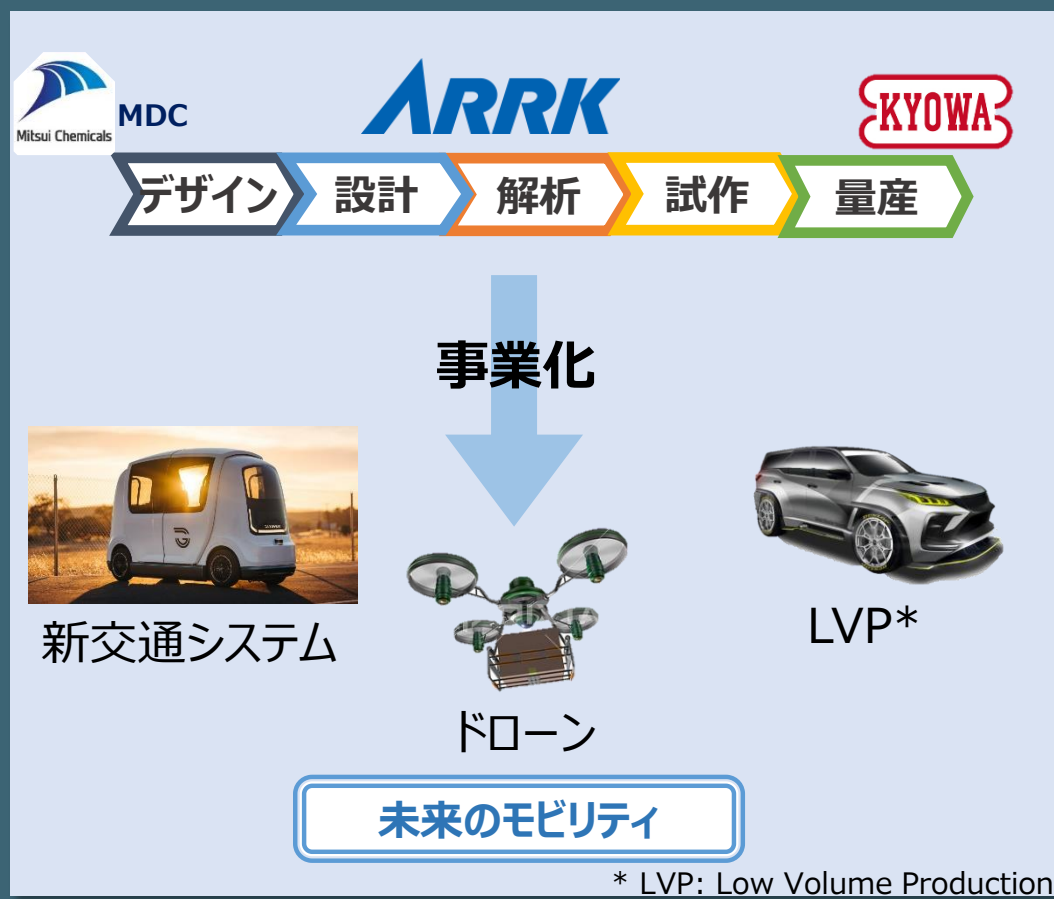 Mitsui Chemicals
MDC
ARRK
KYOWA
デザイン
設計
解析
試作
量産
事業化
新交通システム
ドローン
LVP*
未来のモビリティ
* LVP: Low Volume Production